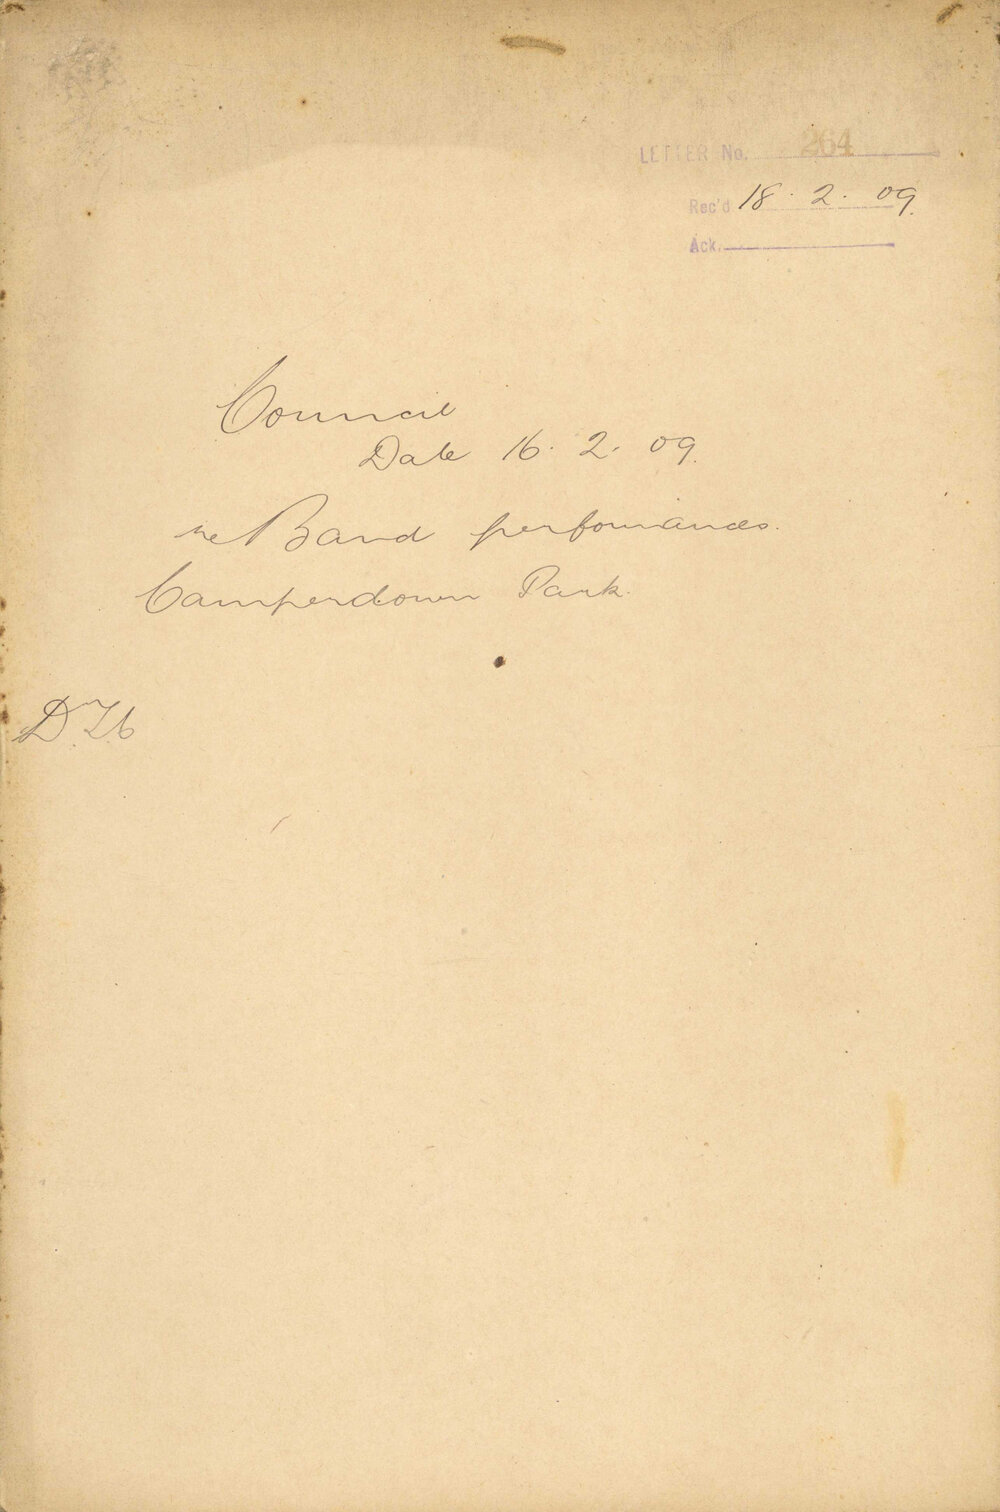 LETTER No. 264
Rec'd 18. 2. 09.
Ack.
Council
Date 16. 2. 09.
re Band performances.
Camperdown Park.